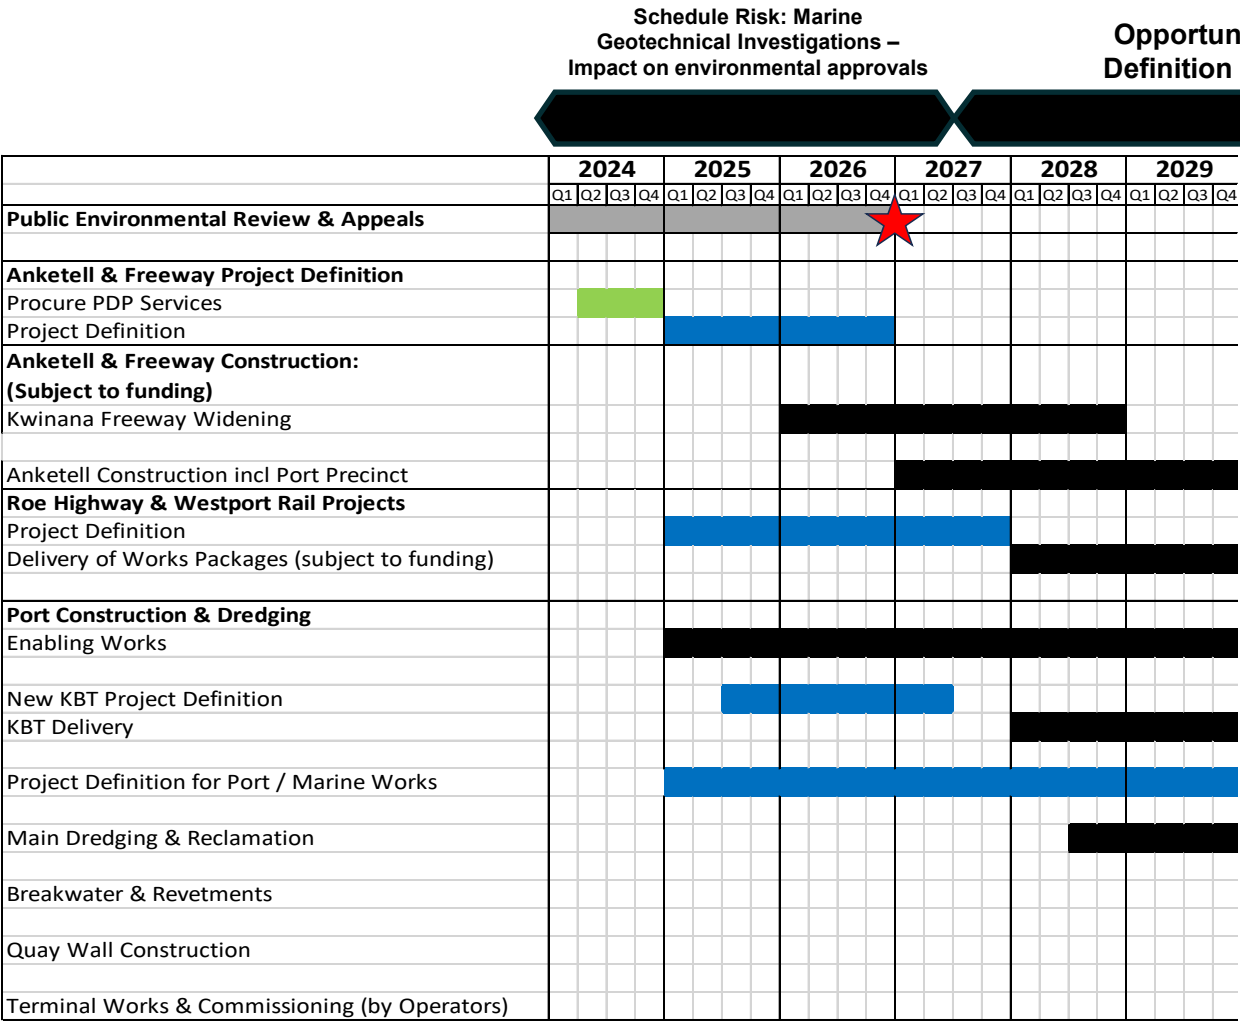 Schedule Risk: Marine
Geotechnical Investigations –
Impact on environmental approvals
Opportun
Definition
2024 2025 2026 2027 2028 2029
Q1 Q2 Q3 Q4 Q1 Q2 Q3 Q4 Q1 Q2 Q3 Q4 Q1 Q2 Q3 Q4 Q1 Q2 Q3 Q4 Q1 Q2 Q3 Q4
Public Environmental Review & Appeals
Anketell & Freeway Project Definition
Procure PDP Services
Project Definition
Anketell & Freeway Construction:
(Subject to funding)
Kwinana Freeway Widening
Anketell Construction incl Port Precinct
Roe Highway & Westport Rail Projects
Project Definition
Delivery of Works Packages (subject to funding)
Port Construction & Dredging
Enabling Works
New KBT Project Definition
KBT Delivery
Project Definition for Port / Marine Works
Main Dredging & Reclamation
Breakwater & Revetments
Quay Wall Construction
Terminal Works & Commissioning (by Operators)